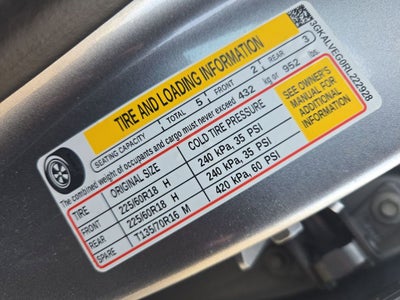 3GKALVEG0RL222928
TIRE AND LOADING INFORMATION
SEATING CAPACITY TOTAL 5 FRONT 2 REAR 3
The combined weight of occupants and cargo must never exceed 432 kg or 952 lbs.
TIRE ORIGINAL SIZE COLD TIRE PRESSURE
FRONT 225/60R18 H 240 kPa, 35 PSI
REAR 225/60R18 H 240 kPa, 35 PSI
SPARE T135/70R16 M 420 kPa, 60 PSI
SEE OWNER'S
MANUAL FOR
ADDITIONAL
INFORMATION